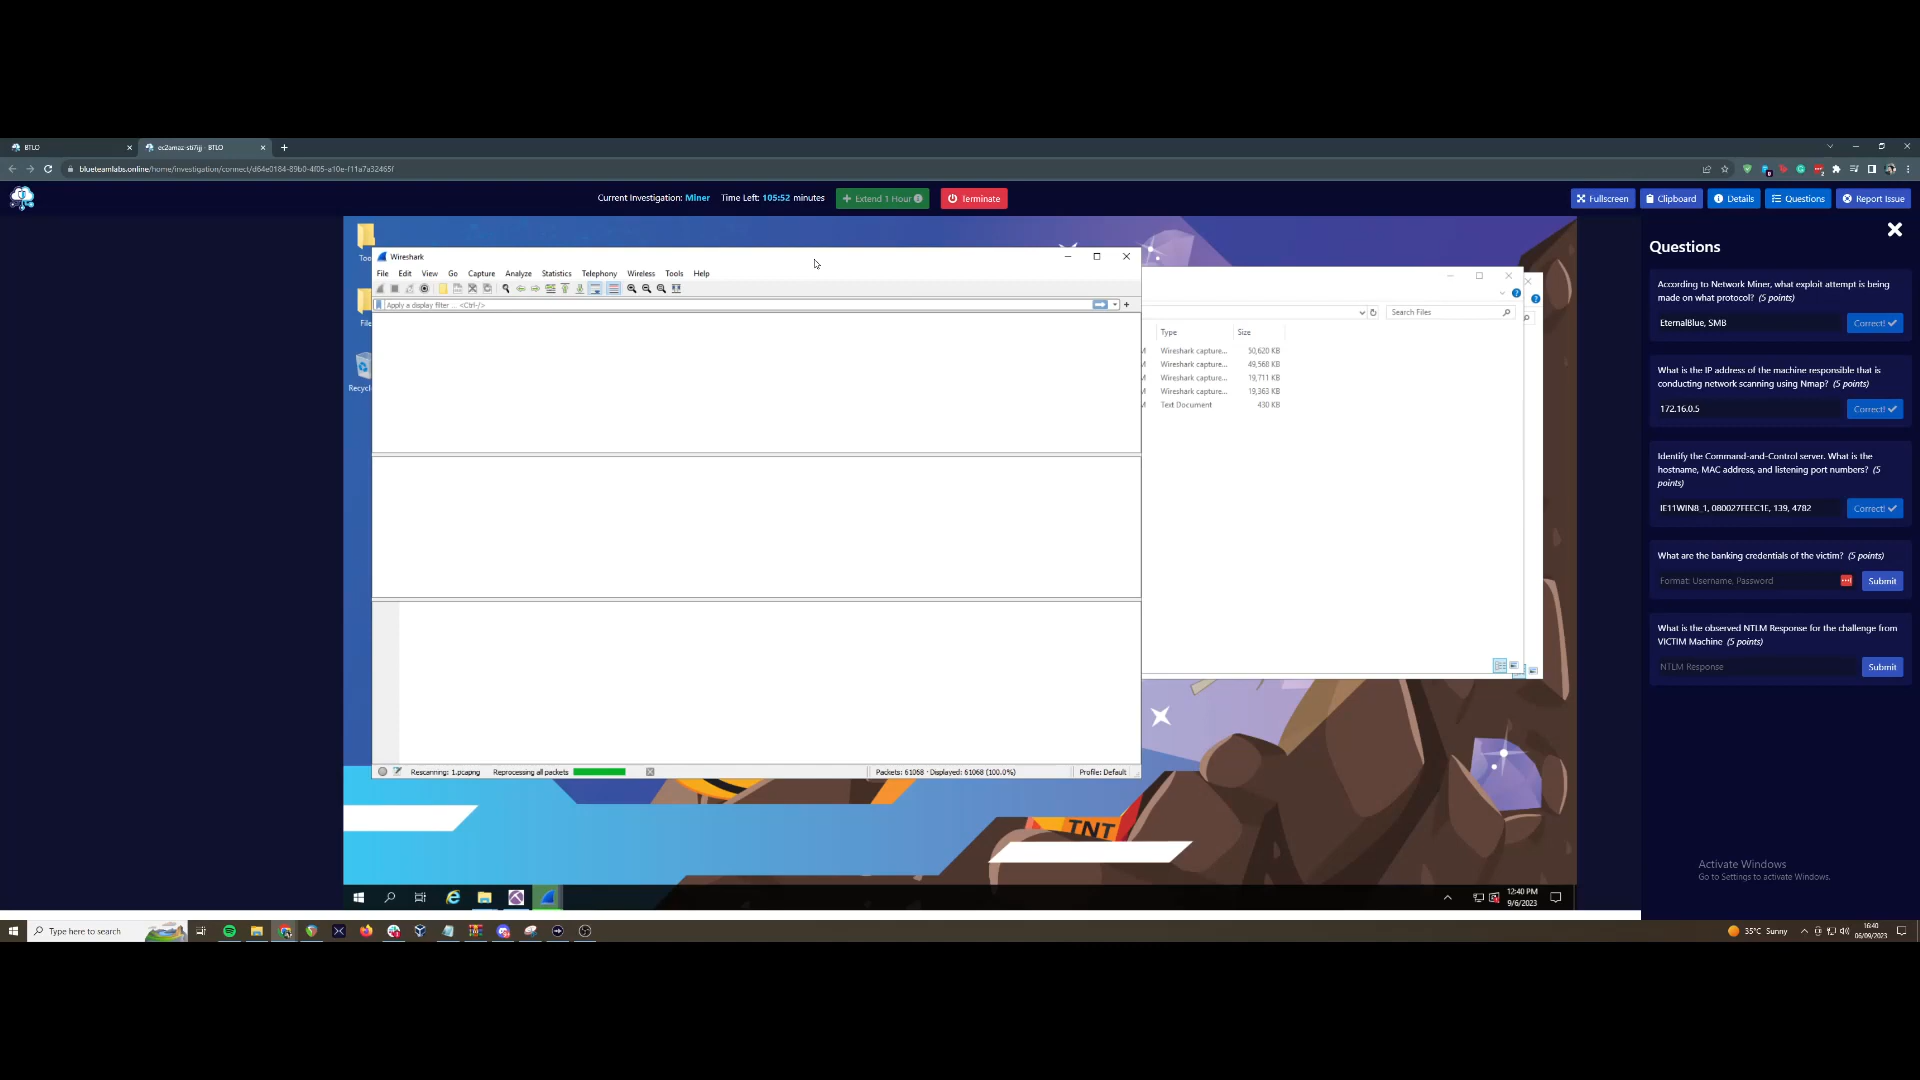 BTLO
ec2amaz-sti7ijj - BTLO
blueteamlabs.online/home/investigation/connect/d64e0184-89b0-4f05-a10e-f11a7a32465f
Current Investigation: Miner
Time Left: 105:52 minutes
Extend 1 Hour
Terminate
Fullscreen
Clipboard
Details
Questions
Report Issue
Wireshark
File Edit View Go Capture Analyze Statistics Telephony Wireless Tools Help
Apply a display filter ... <Ctrl-/>
Search Files
Type
Size
Wireshark capture... 50,620 KB
Wireshark capture... 49,568 KB
Wireshark capture... 19,711 KB
Wireshark capture... 19,363 KB
Text Document 430 KB
Rescanning: 1.pcapng
Reprocessing all packets
Packets: 61068 · Displayed: 61068 (100.0%)
Profile: Default
TNT
12:40 PM
9/6/2023
Questions
According to Network Miner, what exploit attempt is being
made on what protocol? (5 points)
EternalBlue, SMB
Correct!
What is the IP address of the machine responsible that is
conducting network scanning using Nmap? (5 points)
172.16.0.5
Correct!
Identify the Command-and-Control server. What is the
hostname, MAC address, and listening port numbers? (5
points)
IE11WIN8_1, 080027FEEC1E, 139, 4782
Correct!
What are the banking credentials of the victim? (5 points)
Format: Username, Password
Submit
What is the observed NTLM Response for the challenge from
VICTIM Machine (5 points)
NTLM Response
Submit
Activate Windows
Go to Settings to activate Windows.
Type here to search
35°C Sunny
16:40
06/09/2023